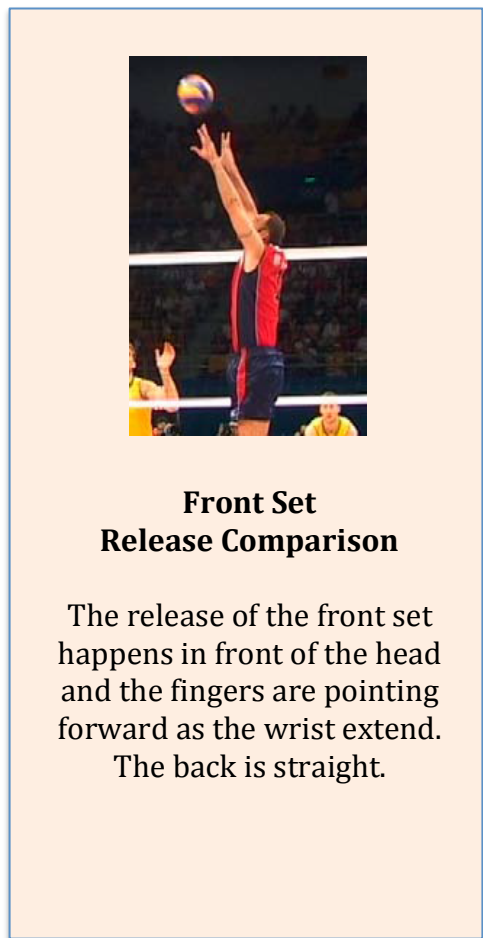 Front Set
Release Comparison
The release of the front set
happens in front of the head
and the fingers are pointing
forward as the wrist extend.
The back is straight.